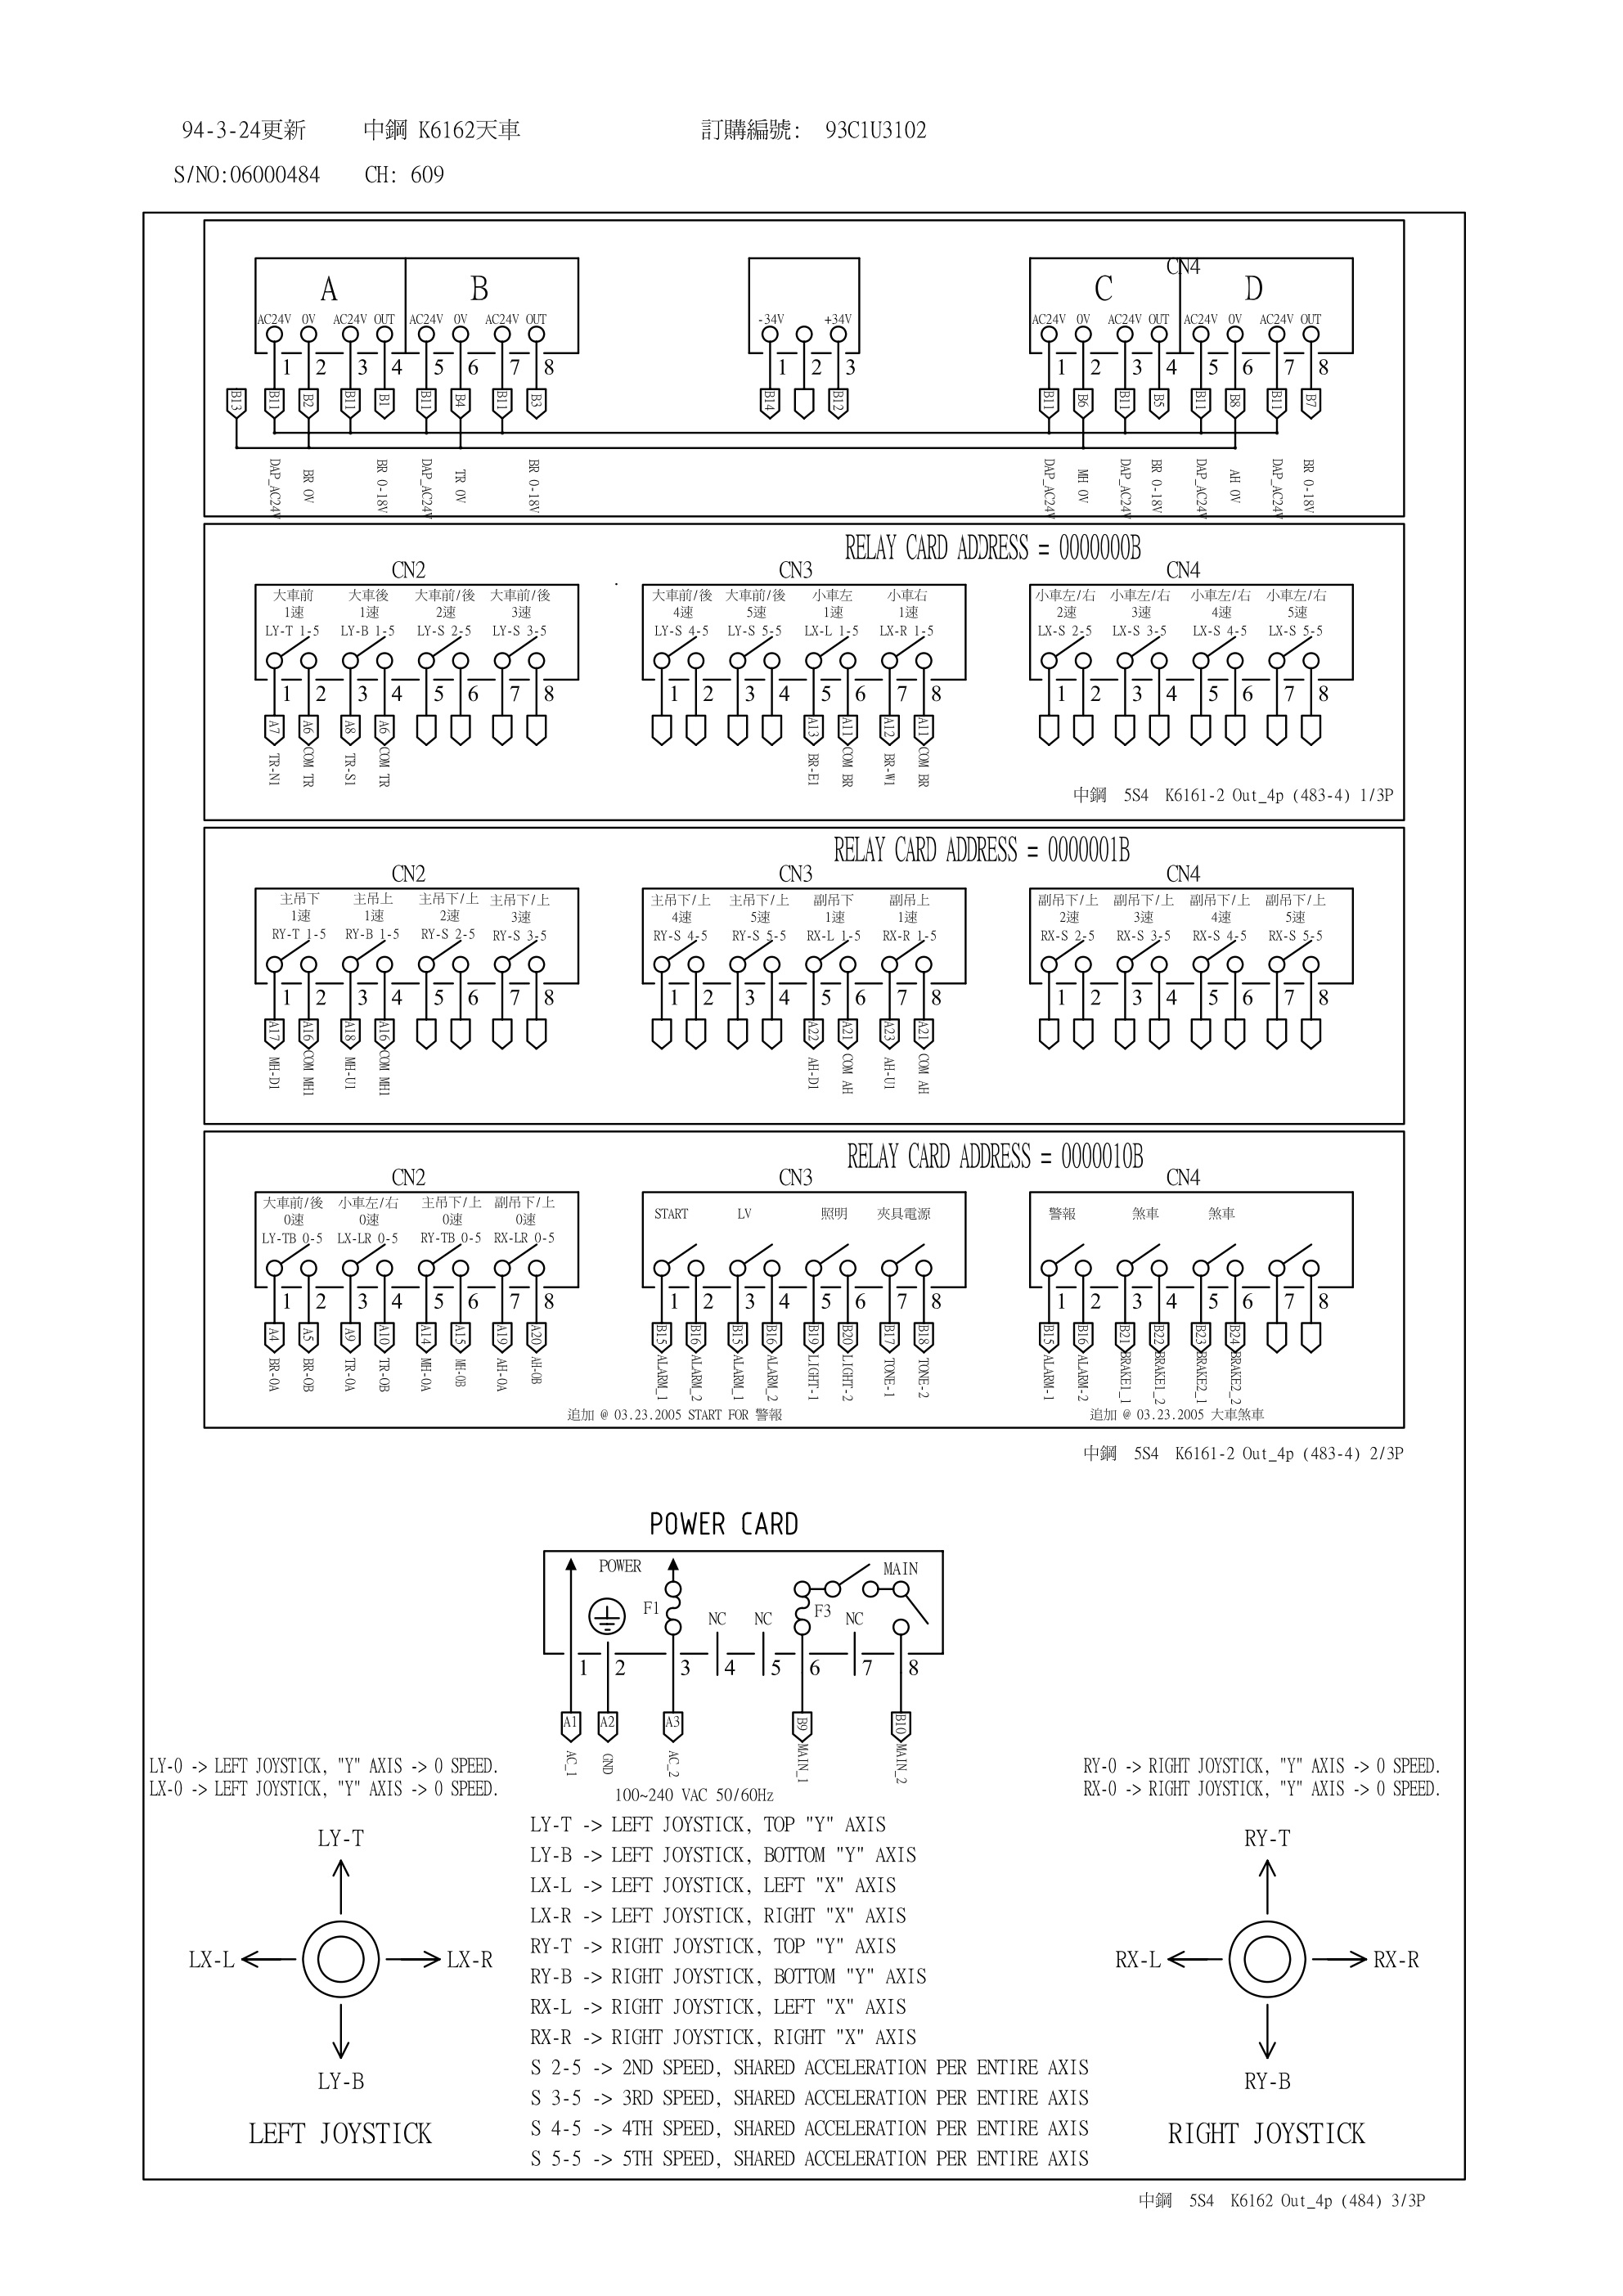 94-3-24更新 中鋼 K6162天車 訂購編號: 93C1U3102
S/NO:06000484 CH: 609
CN4
A B C D
AC24V 0V AC24V OUT AC24V 0V AC24V OUT -34V +34V AC24V 0V AC24V OUT AC24V 0V AC24V OUT
1 2 3 4 5 6 7 8 1 2 3 1 2 3 4 5 6 7 8
B13 B11 B2 B11 B1 B11 B4 B11 B3 B14 B12 B11 B6 B11 B5 B11 B8 B11 B7
DAP_AC24V BR 0V BR 0-18V DAP_AC24V TR 0V BR 0-18V DAP_AC24V MH 0V DAP_AC24V BR 0-18V DAP_AC24V AH 0V DAP_AC24V BR 0-18V
RELAY CARD ADDRESS = 0000000B
CN2 CN3 CN4
大車前 大車後 大車前/後 大車前/後 大車前/後 大車前/後 小車左 小車右 小車左/右 小車左/右 小車左/右 小車左/右
1速 1速 2速 3速 4速 5速 1速 1速 2速 3速 4速 5速
LY-T 1-5 LY-B 1-5 LY-S 2-5 LY-S 3-5 LY-S 4-5 LY-S 5-5 LX-L 1-5 LX-R 1-5 LX-S 2-5 LX-S 3-5 LX-S 4-5 LX-S 5-5
1 2 3 4 5 6 7 8 1 2 3 4 5 6 7 8 1 2 3 4 5 6 7 8
A7 A6 A8 A6 A13 A11 A12 A11
TR-N1 COM TR TR-S1 COM TR BR-E1 COM BR BR-W1 COM BR
中鋼 5S4 K6161-2 Out_4p (483-4) 1/3P
RELAY CARD ADDRESS = 0000001B
CN2 CN3 CN4
主吊下 主吊上 主吊下/上 主吊下/上 主吊下/上 主吊下/上 副吊下 副吊上 副吊下/上 副吊下/上 副吊下/上 副吊下/上
1速 1速 2速 3速 4速 5速 1速 1速 2速 3速 4速 5速
RY-T 1-5 RY-B 1-5 RY-S 2-5 RY-S 3-5 RY-S 4-5 RY-S 5-5 RX-L 1-5 RX-R 1-5 RX-S 2-5 RX-S 3-5 RX-S 4-5 RX-S 5-5
1 2 3 4 5 6 7 8 1 2 3 4 5 6 7 8 1 2 3 4 5 6 7 8
A17 A16 A18 A16 A22 A21 A23 A21
MH-D1 COM MH1 MH-U1 COM MH1 AH-D1 COM AH AH-U1 COM AH
RELAY CARD ADDRESS = 0000010B
CN2 CN3 CN4
大車前/後 小車左/右 主吊下/上 副吊下/上 START LV 照明 夾具電源 警報 煞車 煞車
0速 0速 0速 0速
LY-TB 0-5 LX-LR 0-5 RY-TB 0-5 RX-LR 0-5
1 2 3 4 5 6 7 8 1 2 3 4 5 6 7 8 1 2 3 4 5 6 7 8
A4 A5 A9 A10 A14 A15 A19 A20 B15 B16 B15 B16 B19 B20 B17 B18 B15 B16 B21 B22 B23 B24
BR-0A BR-0B TR-0A TR-0B MH-0A MH-0B AH-0A AH-0B ALARM_1 ALARM_2 ALARM_1 ALARM_2 LIGHT-1 LIGHT-2 TONE-1 TONE-2 ALARM-1 ALARM-2 BRAKE1_1 BRAKE1_2 BRAKE2_1 BRAKE2_2
追加 @ 03.23.2005 START FOR 警報 追加 @ 03.23.2005 大車煞車
中鋼 5S4 K6161-2 Out_4p (483-4) 2/3P
POWER CARD
POWER MAIN
F1 NC NC F3 NC
1 2 3 4 5 6 7 8
A1 A2 A3 B9 B10
AC_1 GND AC_2 MAIN_1 MAIN_2
100~240 VAC 50/60Hz
LY-0 -> LEFT JOYSTICK, "Y" AXIS -> 0 SPEED.
LX-0 -> LEFT JOYSTICK, "Y" AXIS -> 0 SPEED.
RY-0 -> RIGHT JOYSTICK, "Y" AXIS -> 0 SPEED.
RX-0 -> RIGHT JOYSTICK, "Y" AXIS -> 0 SPEED.
LY-T
LX-L LX-R
LY-B
LEFT JOYSTICK
LY-T -> LEFT JOYSTICK, TOP "Y" AXIS
LY-B -> LEFT JOYSTICK, BOTTOM "Y" AXIS
LX-L -> LEFT JOYSTICK, LEFT "X" AXIS
LX-R -> LEFT JOYSTICK, RIGHT "X" AXIS
RY-T -> RIGHT JOYSTICK, TOP "Y" AXIS
RY-B -> RIGHT JOYSTICK, BOTTOM "Y" AXIS
RX-L -> RIGHT JOYSTICK, LEFT "X" AXIS
RX-R -> RIGHT JOYSTICK, RIGHT "X" AXIS
S 2-5 -> 2ND SPEED, SHARED ACCELERATION PER ENTIRE AXIS
S 3-5 -> 3RD SPEED, SHARED ACCELERATION PER ENTIRE AXIS
S 4-5 -> 4TH SPEED, SHARED ACCELERATION PER ENTIRE AXIS
S 5-5 -> 5TH SPEED, SHARED ACCELERATION PER ENTIRE AXIS
RY-T
RX-L RX-R
RY-B
RIGHT JOYSTICK
中鋼 5S4 K6162 Out_4p (484) 3/3P